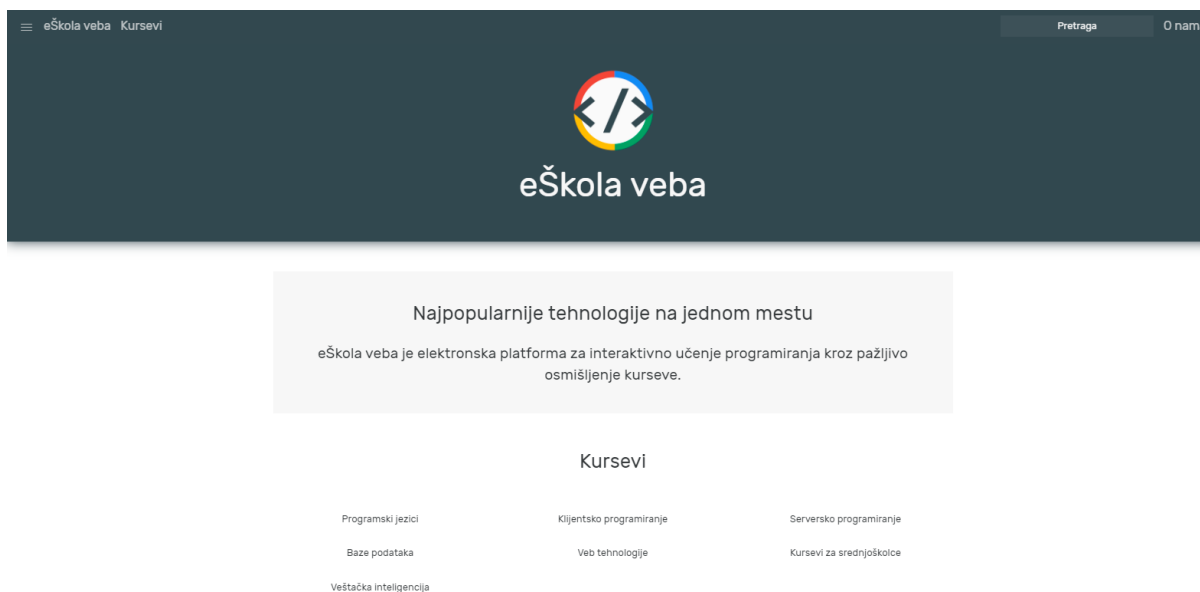 eŠkola veba Kursevi Pretraga O nama
</>
eŠkola veba
Najpopularnije tehnologije na jednom mestu
eŠkola veba je elektronska platforma za interaktivno učenje programiranja kroz pažljivo
osmišljenje kurseve.
Kursevi
Programski jezici Klijentsko programiranje Serversko programiranje
Baze podataka Veb tehnologije Kursevi za srednjoškolce
Veštačka inteligencija